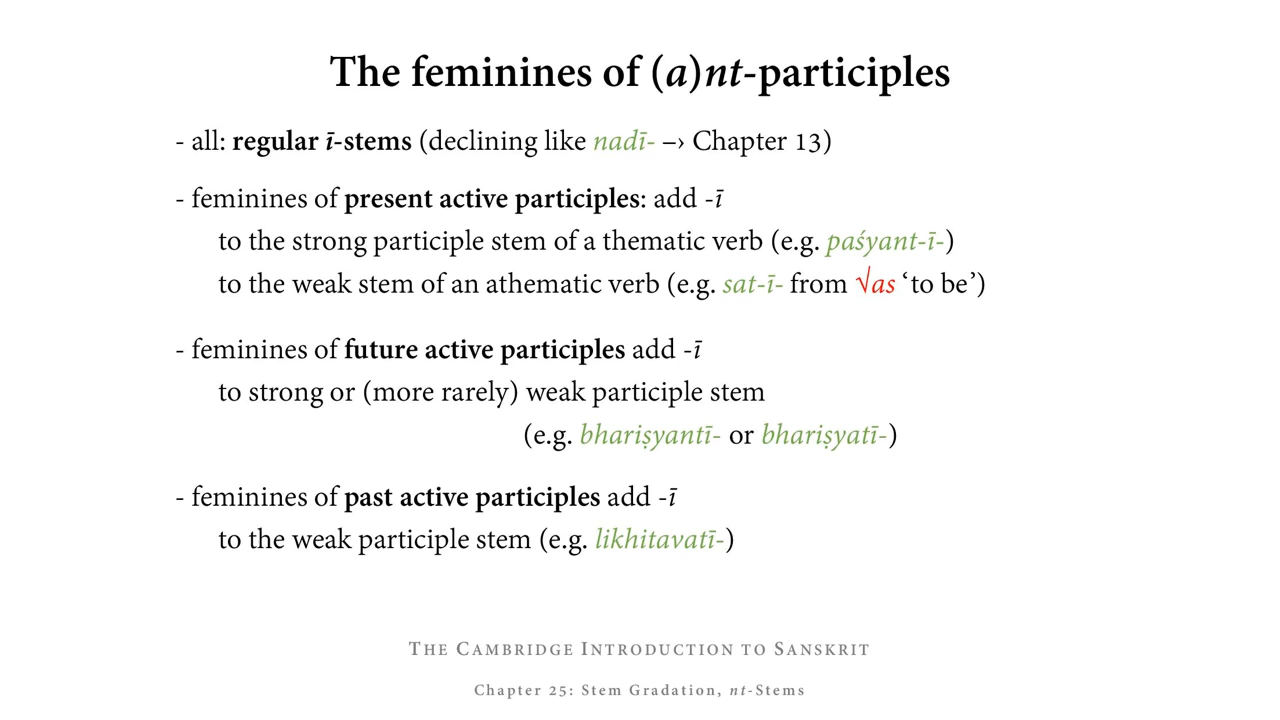 The feminines of (a)nt-participles
- all: regular ī-stems (declining like nadī- –› Chapter 13)
- feminines of present active participles: add -ī
to the strong participle stem of a thematic verb (e.g. paśyant-ī-)
to the weak stem of an athematic verb (e.g. sat-ī- from √as ‘to be’)
- feminines of future active participles add -ī
to strong or (more rarely) weak participle stem
(e.g. bhariṣyantī- or bhariṣyatī-)
- feminines of past active participles add -ī
to the weak participle stem (e.g. likhitavatī-)
The Cambridge Introduction to Sanskrit
Chapter 25: Stem Gradation, nt-Stems